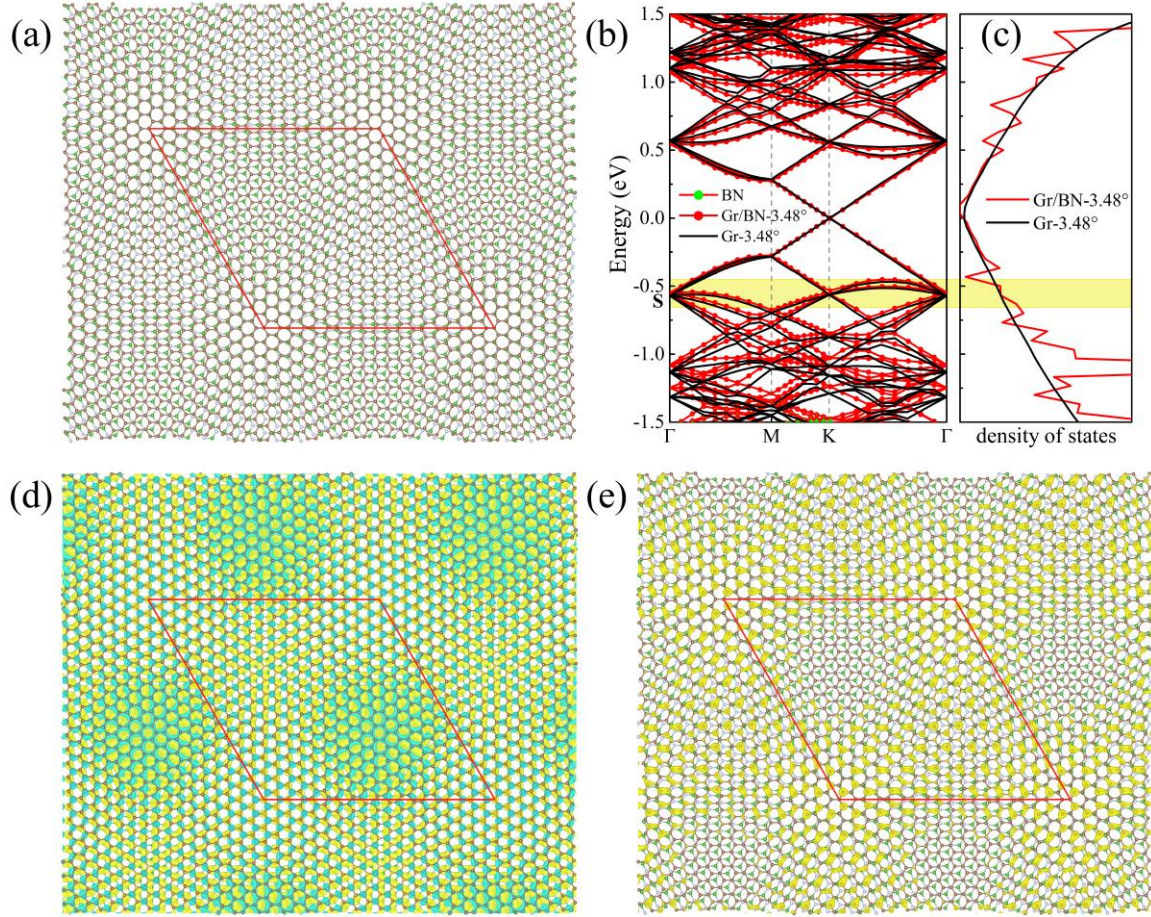 (a)
(b)
(c)
1.5
1.0
0.5
0.0
-0.5
S
-1.0
-1.5
Energy (eV)
BN
Gr/BN-3.48°
Gr-3.48°
Γ M K Γ
Gr/BN-3.48°
Gr-3.48°
density of states
(d)
(e)